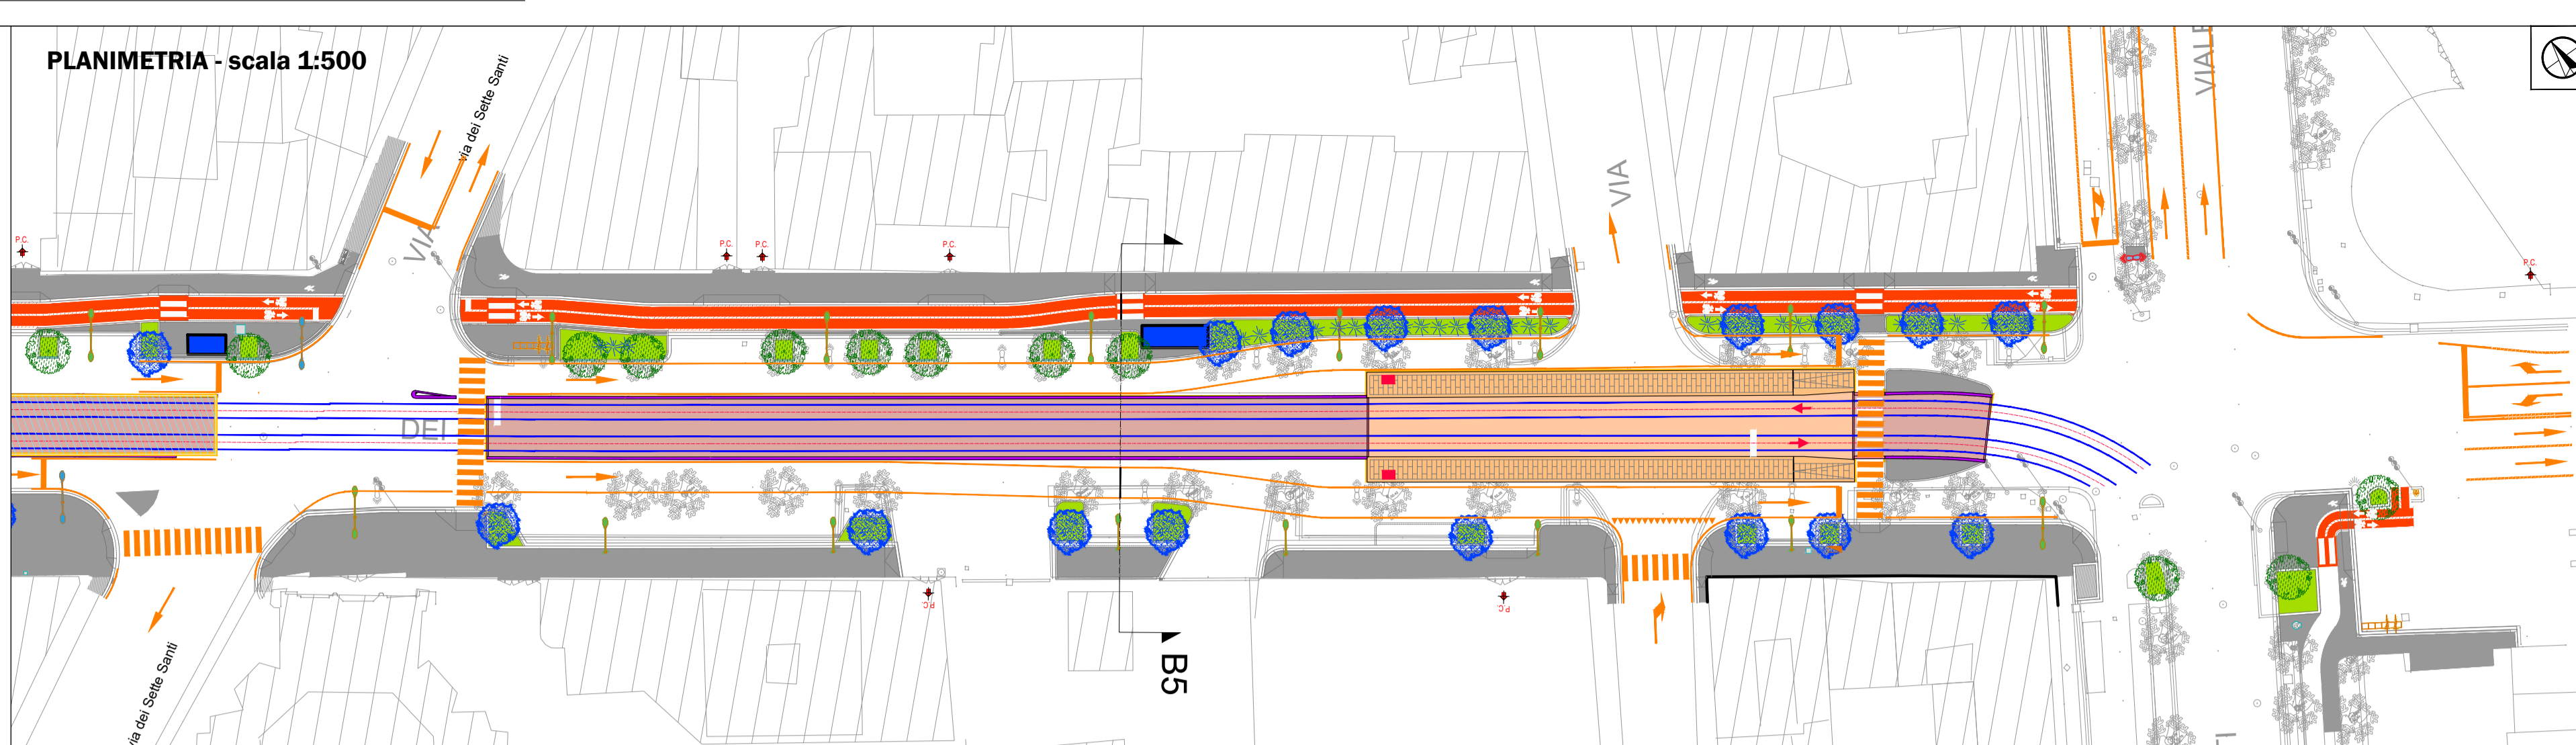 PLANIMETRIA - scala 1:500
via dei Sette Santi
VIALE
VIA
VIA
P.C.
P.C.
P.C.
P.C.
P.C.
DEI
P.C.
P.C.
B5
via dei Sette Santi